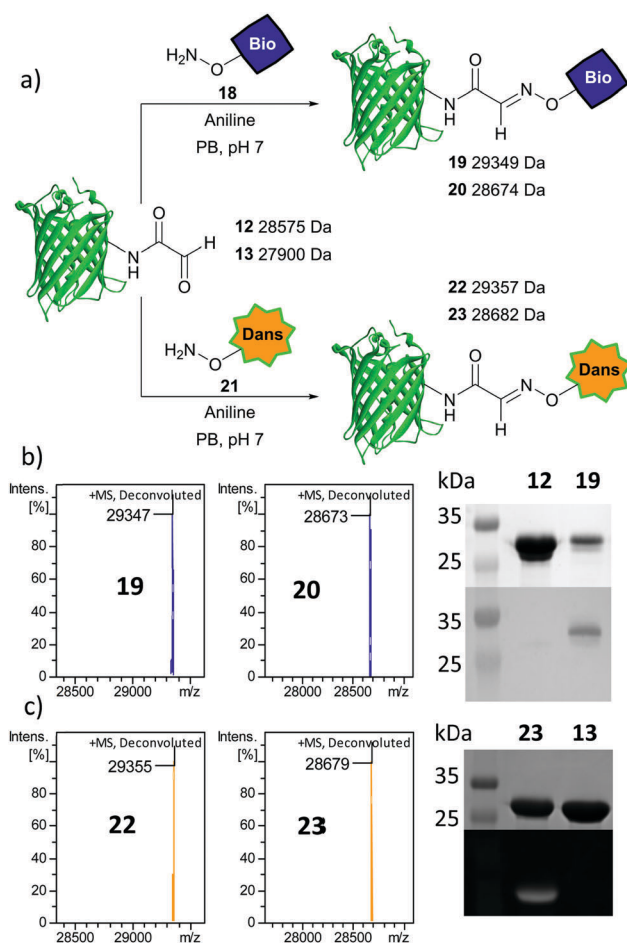 a)
H₂N
O
Bio
18
Aniline
PB, pH 7
O
NH
N
O
H
Bio
19 29349 Da
20 28674 Da
O
NH
H
O
12 28575 Da
13 27900 Da
22 29357 Da
23 28682 Da
H₂N
O
Dans
21
Aniline
PB, pH 7
O
NH
N
O
H
Dans
b)
Intens.
[%]
+MS, Deconvoluted
29347
80
60
40
20
0
19
28500
29000
m/z
Intens.
[%]
+MS, Deconvoluted
28673
80
60
40
20
0
20
28000
28500
m/z
kDa
12
19
35
25
35
25
c)
Intens.
[%]
+MS, Deconvoluted
29355
80
60
40
20
0
22
28500
29000
m/z
Intens.
[%]
+MS, Deconvoluted
28679
80
60
40
20
0
23
28000
28500
m/z
kDa
23
13
35
25